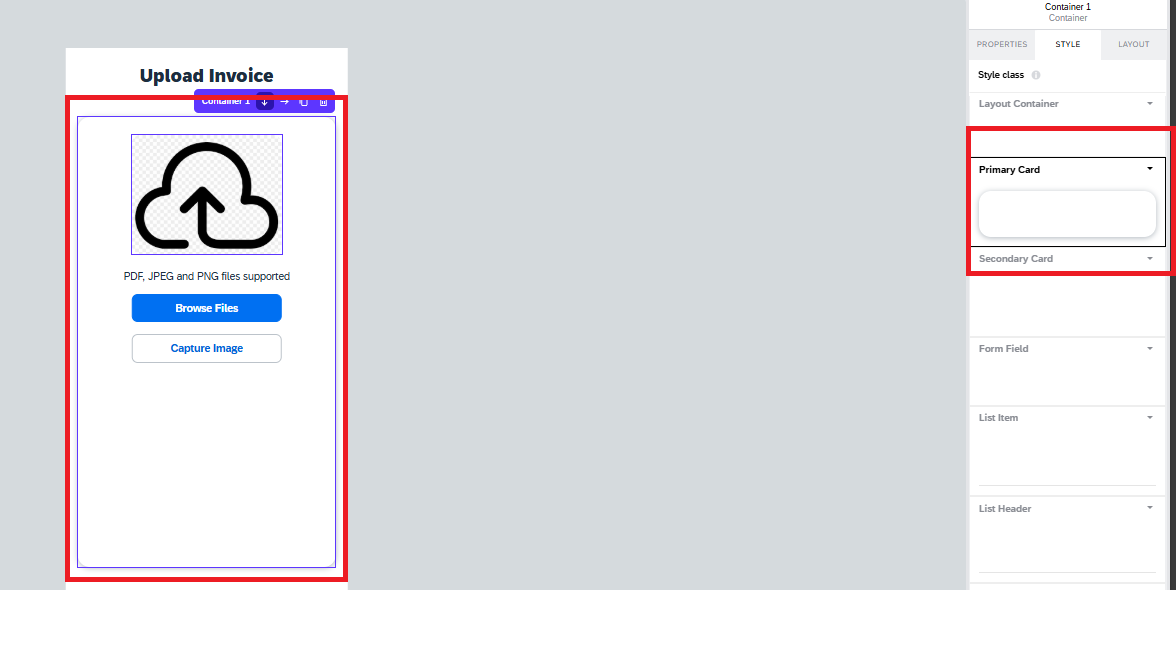 Container 1
Container
PROPERTIES STYLE LAYOUT
Style class
Layout Container
Primary Card
Secondary Card
Form Field
List Item
List Header
Upload Invoice
Container 1
PDF, JPEG and PNG files supported
Browse Files
Capture Image